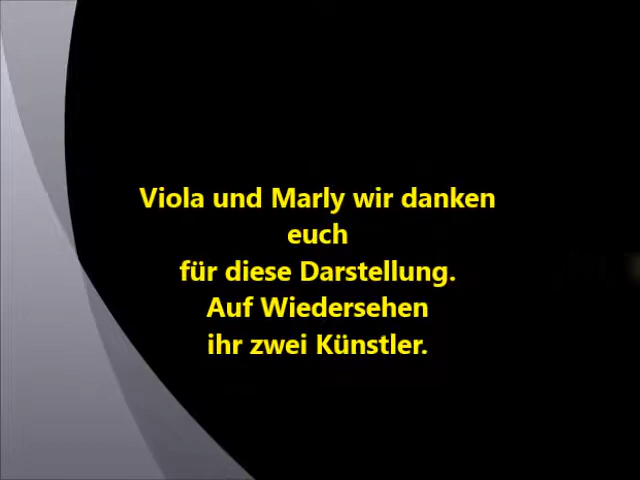 Viola und Marly wir danken
euch
für diese Darstellung.
Auf Wiedersehen
ihr zwei Künstler.